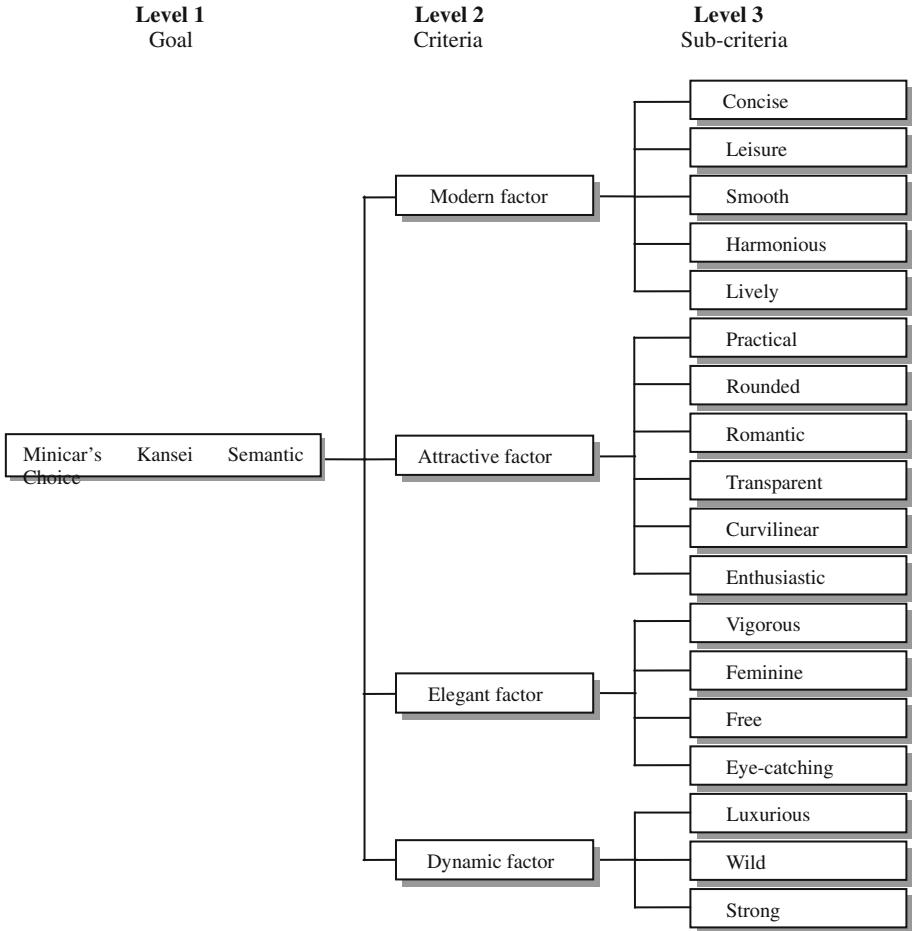 Level 1 Level 2 Level 3
Goal Criteria Sub-criteria
Concise
Leisure
Modern factor
Smooth
Harmonious
Lively
Practical
Rounded
Romantic
Minicar's Kansei Semantic
Choice
Attractive factor
Transparent
Curvilinear
Enthusiastic
Vigorous
Feminine
Elegant factor
Free
Eye-catching
Luxurious
Dynamic factor
Wild
Strong